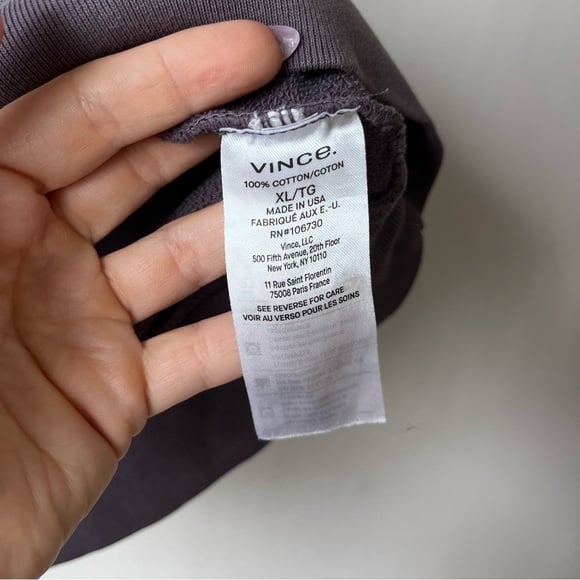 VINCE.
100% COTTON/COTON
XL/TG
MADE IN USA
FABRIQUÉ AUX E.-U.
RN#106730
Vince, LLC
500 Fifth Avenue, 20th Floor
New York, NY 10110
11 Rue Saint Florentin
75008 Paris France
SEE REVERSE FOR CARE
VOIR AU VERSO POUR LES SOINS